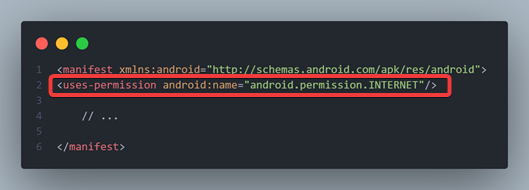 1 <manifest xmlns:android="http://schemas.android.com/apk/res/android">
2 <uses-permission android:name="android.permission.INTERNET"/>
3
4 // ...
5
6 </manifest>